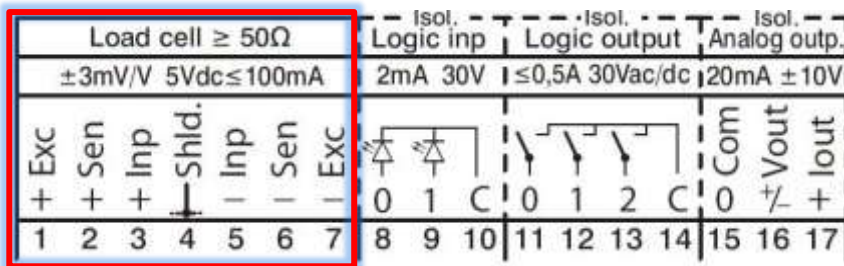 Isol. Isol. Isol.
Load cell ≥ 50Ω Logic inp Logic output Analog outp.
±3mV/V 5Vdc≤100mA 2mA 30V ≤0,5A 30Vac/dc 20mA ±10V
+ Exc + Sen + Inp Shld. − Inp − Sen − Exc 0 1 C 0 1 2 C 0 Com +/− Vout + Iout
1 2 3 4 5 6 7 8 9 10 11 12 13 14 15 16 17